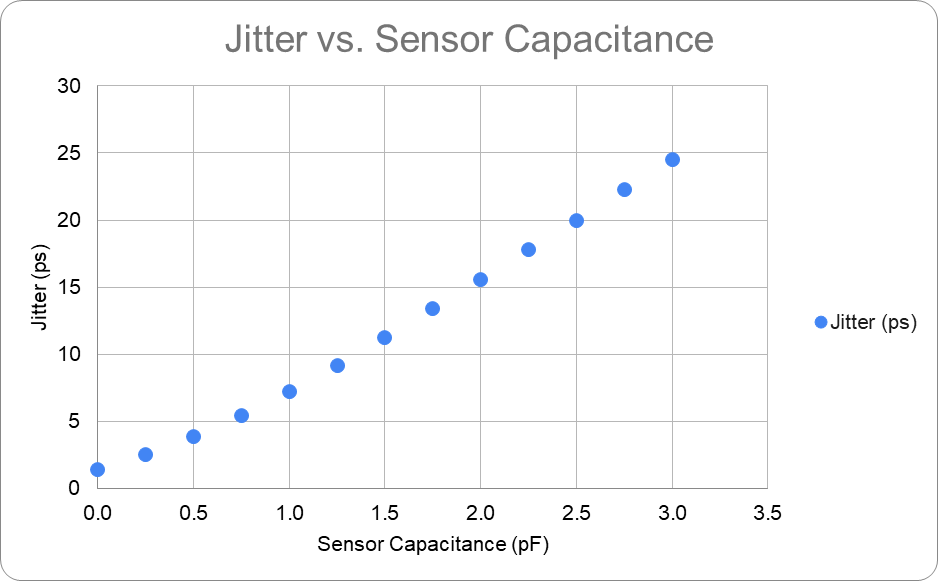 Jitter vs. Sensor Capacitance
30
25
20
15
10
5
0
Jitter (ps)
0.0 0.5 1.0 1.5 2.0 2.5 3.0 3.5
Sensor Capacitance (pF)
Jitter (ps)